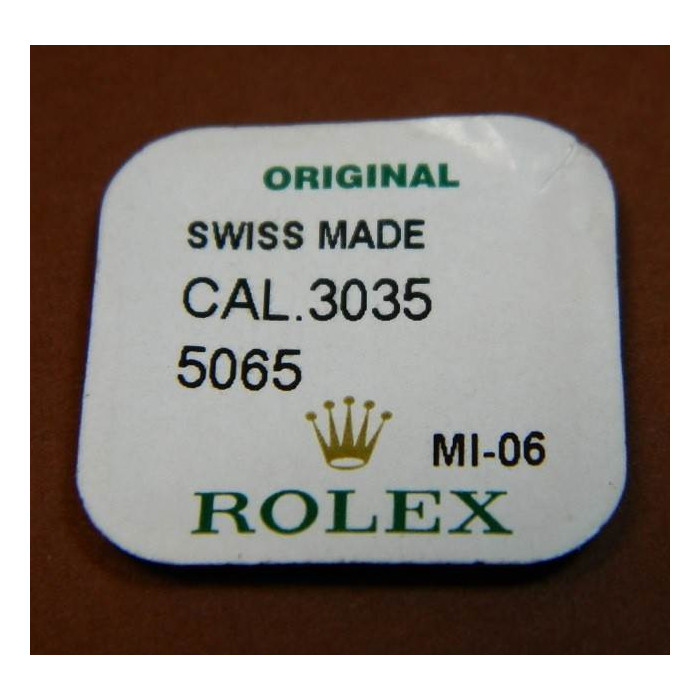 ORIGINAL
SWISS MADE
CAL.3035
5065
MI-06
ROLEX